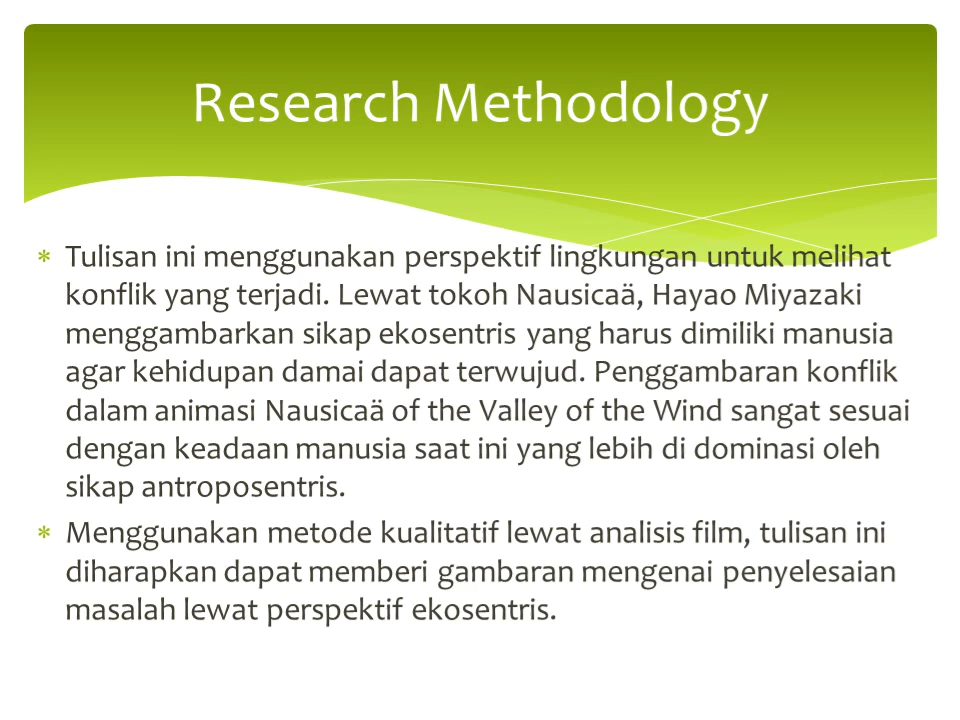 Research Methodology
* Tulisan ini menggunakan perspektif lingkungan untuk melihat
konflik yang terjadi. Lewat tokoh Nausicaä, Hayao Miyazaki
menggambarkan sikap ekosentris yang harus dimiliki manusia
agar kehidupan damai dapat terwujud. Penggambaran konflik
dalam animasi Nausicaä of the Valley of the Wind sangat sesuai
dengan keadaan manusia saat ini yang lebih di dominasi oleh
sikap antroposentris.
* Menggunakan metode kualitatif lewat analisis film, tulisan ini
diharapkan dapat memberi gambaran mengenai penyelesaian
masalah lewat perspektif ekosentris.